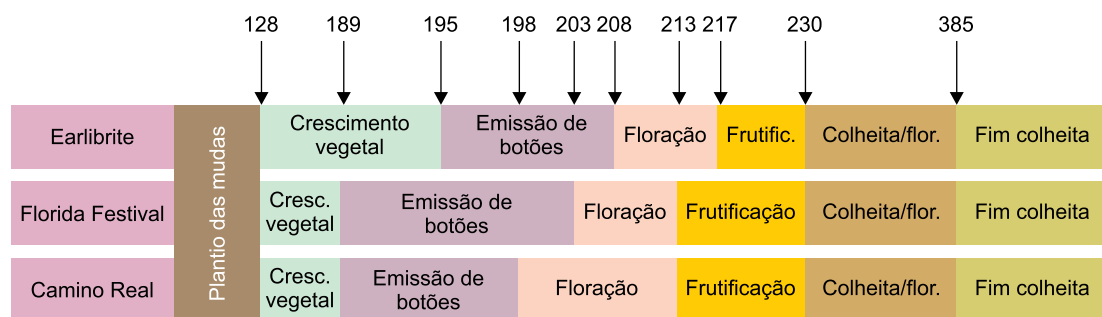 128 189 195 198 203 208 213 217 230 385
Earlibrite
Plantio das mudas
Crescimento
vegetal
Emissão de
botões
Floração
Frutific.
Colheita/flor.
Fim colheita
Florida Festival
Cresc.
vegetal
Emissão de
botões
Floração
Frutificação
Colheita/flor.
Fim colheita
Camino Real
Cresc.
vegetal
Emissão de
botões
Floração
Frutificação
Colheita/flor.
Fim colheita